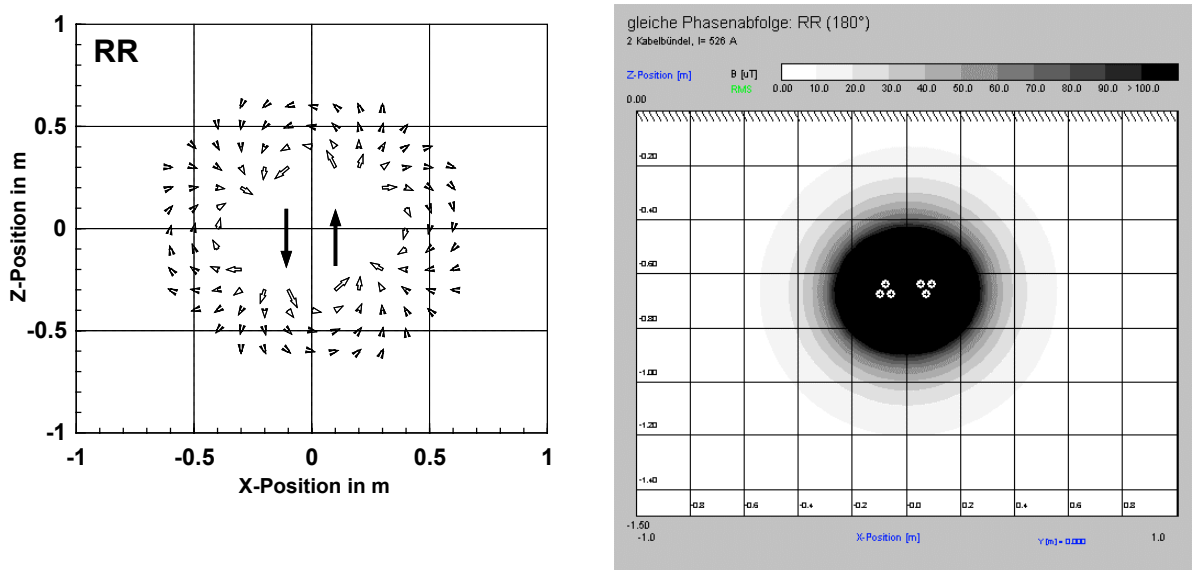 RR
1
0.5
0
-0.5
-1
-1 -0.5 0 0.5 1
Z-Position in m
X-Position in m
gleiche Phasenabfolge: RR (180°)
2 Kabelbündel, I= 526 A
Z-Position [m]
B [uT]
RMS
0.00 10.0 20.0 30.0 40.0 50.0 60.0 70.0 80.0 90.0 > 100.0
0.00
-0.20
-0.40
-0.60
-0.80
-1.00
-1.20
-1.40
-0.8 -0.6 -0.4 -0.2 -0.0 0.2 0.4 0.6 0.8
-1.50
-1.0 1.0
X-Position [m]
Y [m] = 0.000